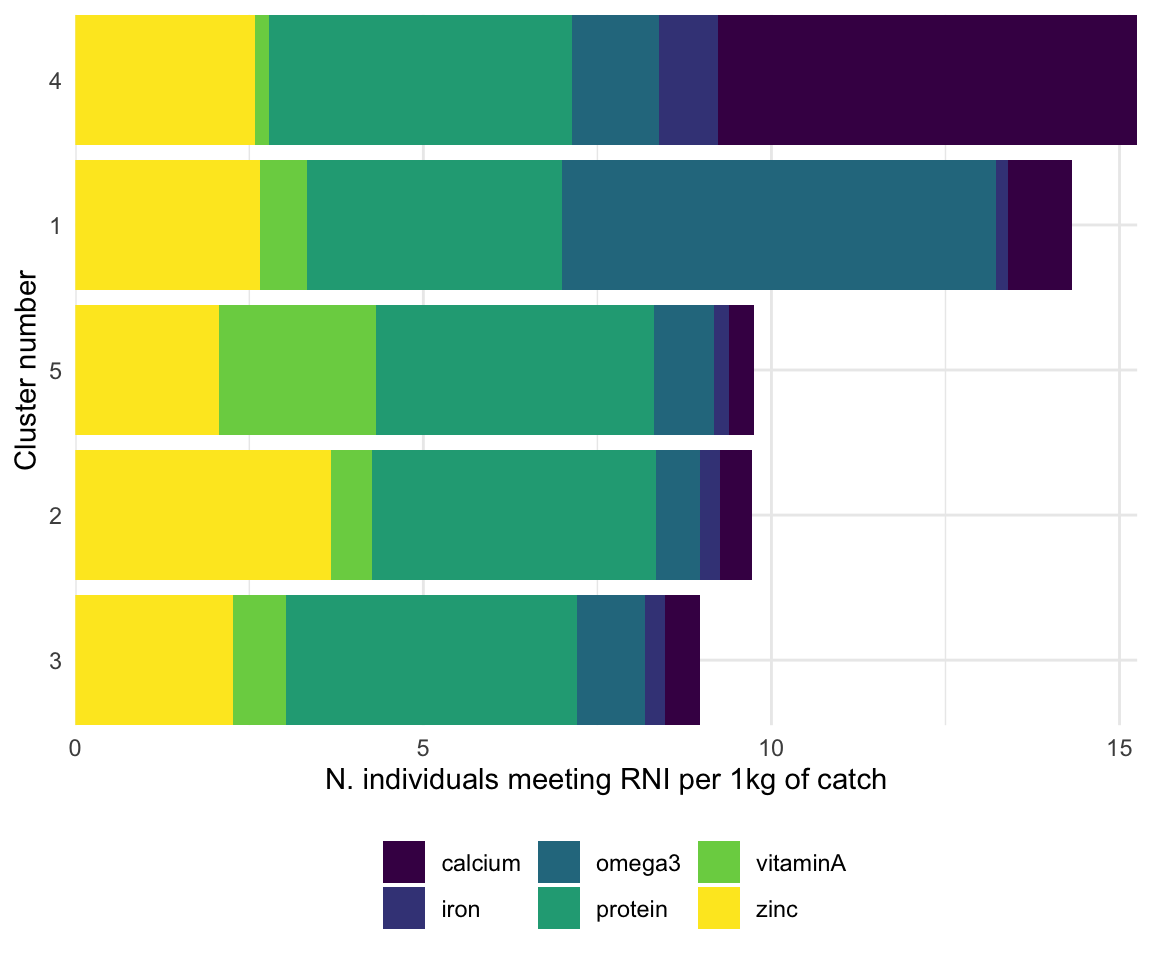 Cluster number
4
1
5
2
3
0 5 10 15
N. individuals meeting RNI per 1kg of catch
calcium omega3 vitaminA
iron protein zinc